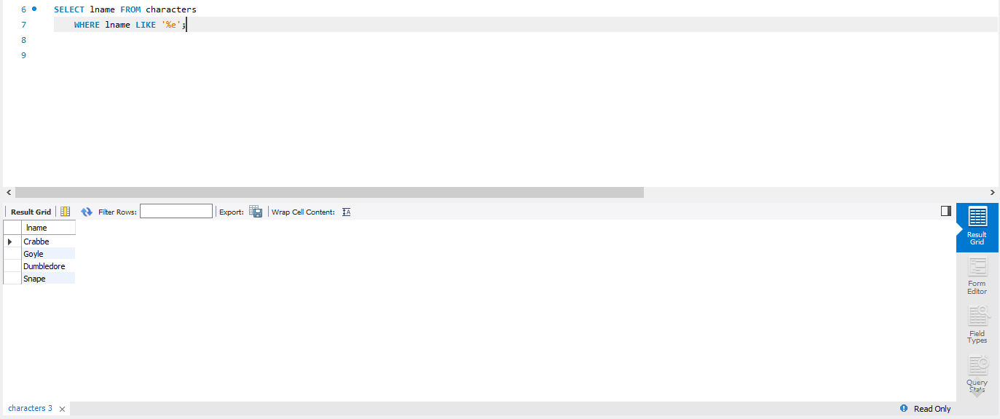 6 SELECT lname FROM characters
7 WHERE lname LIKE '%e';
8
9
Result Grid Filter Rows: Export: Wrap Cell Content: IA
lname
Crabbe
Goyle
Dumbledore
Snape
Result
Grid
Form
Editor
Field
Types
Query
Stats
characters 3 Read Only